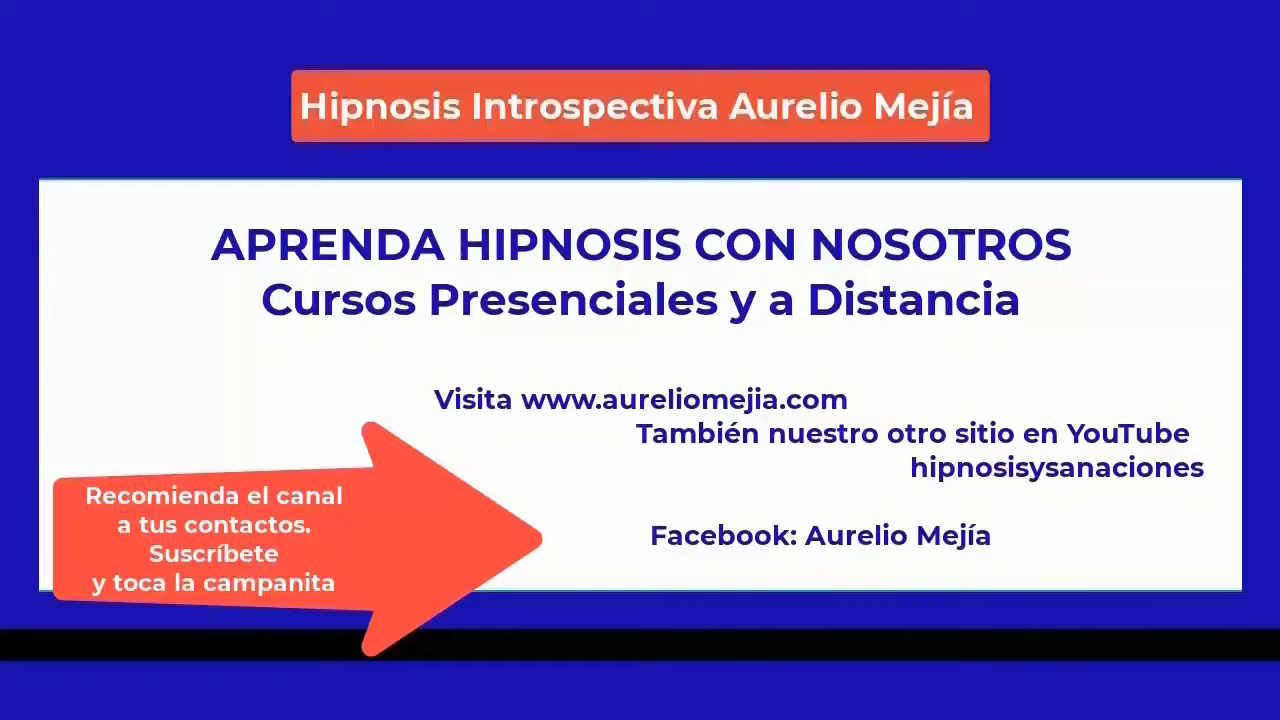 Hipnosis Introspectiva Aurelio Mejía
APRENDA HIPNOSIS CON NOSOTROS
Cursos Presenciales y a Distancia
Visita www.aureliomejia.com
También nuestro otro sitio en YouTube
hipnosisysanaciones
Facebook: Aurelio Mejía
Recomienda el canal
a tus contactos.
Suscríbete
y toca la campanita